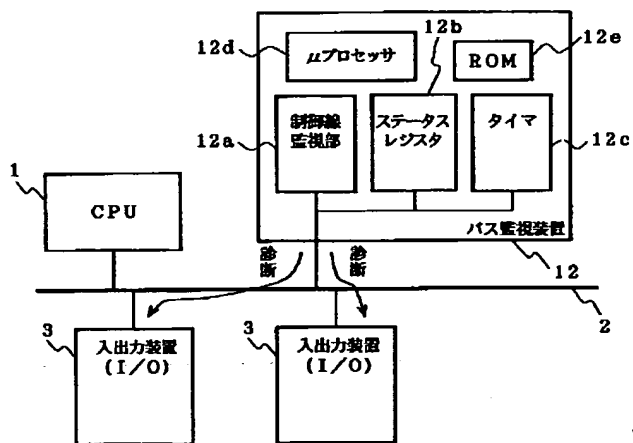 12b
12d
μプロセッサ
ROM
12e
12a
制御線
監視部
ステータス
レジスタ
タイマ
12c
1
CPU
バス監視装置
診断
診断
12
2
3
入出力装置
(I/O)
3
入出力装置
(I/O)